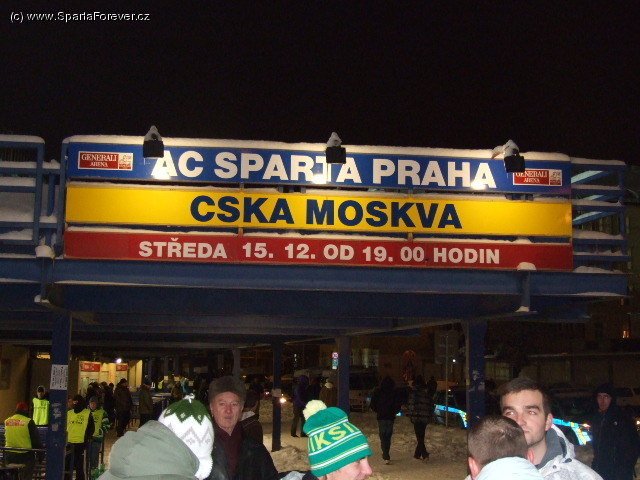 (c) www.SpartaForever.cz
GENERALI
ARENA
AC SPARTA PRAHA
GENERALI
ARENA
CSKA MOSKVA
STŘEDA 15. 12. OD 19. 00 HODIN